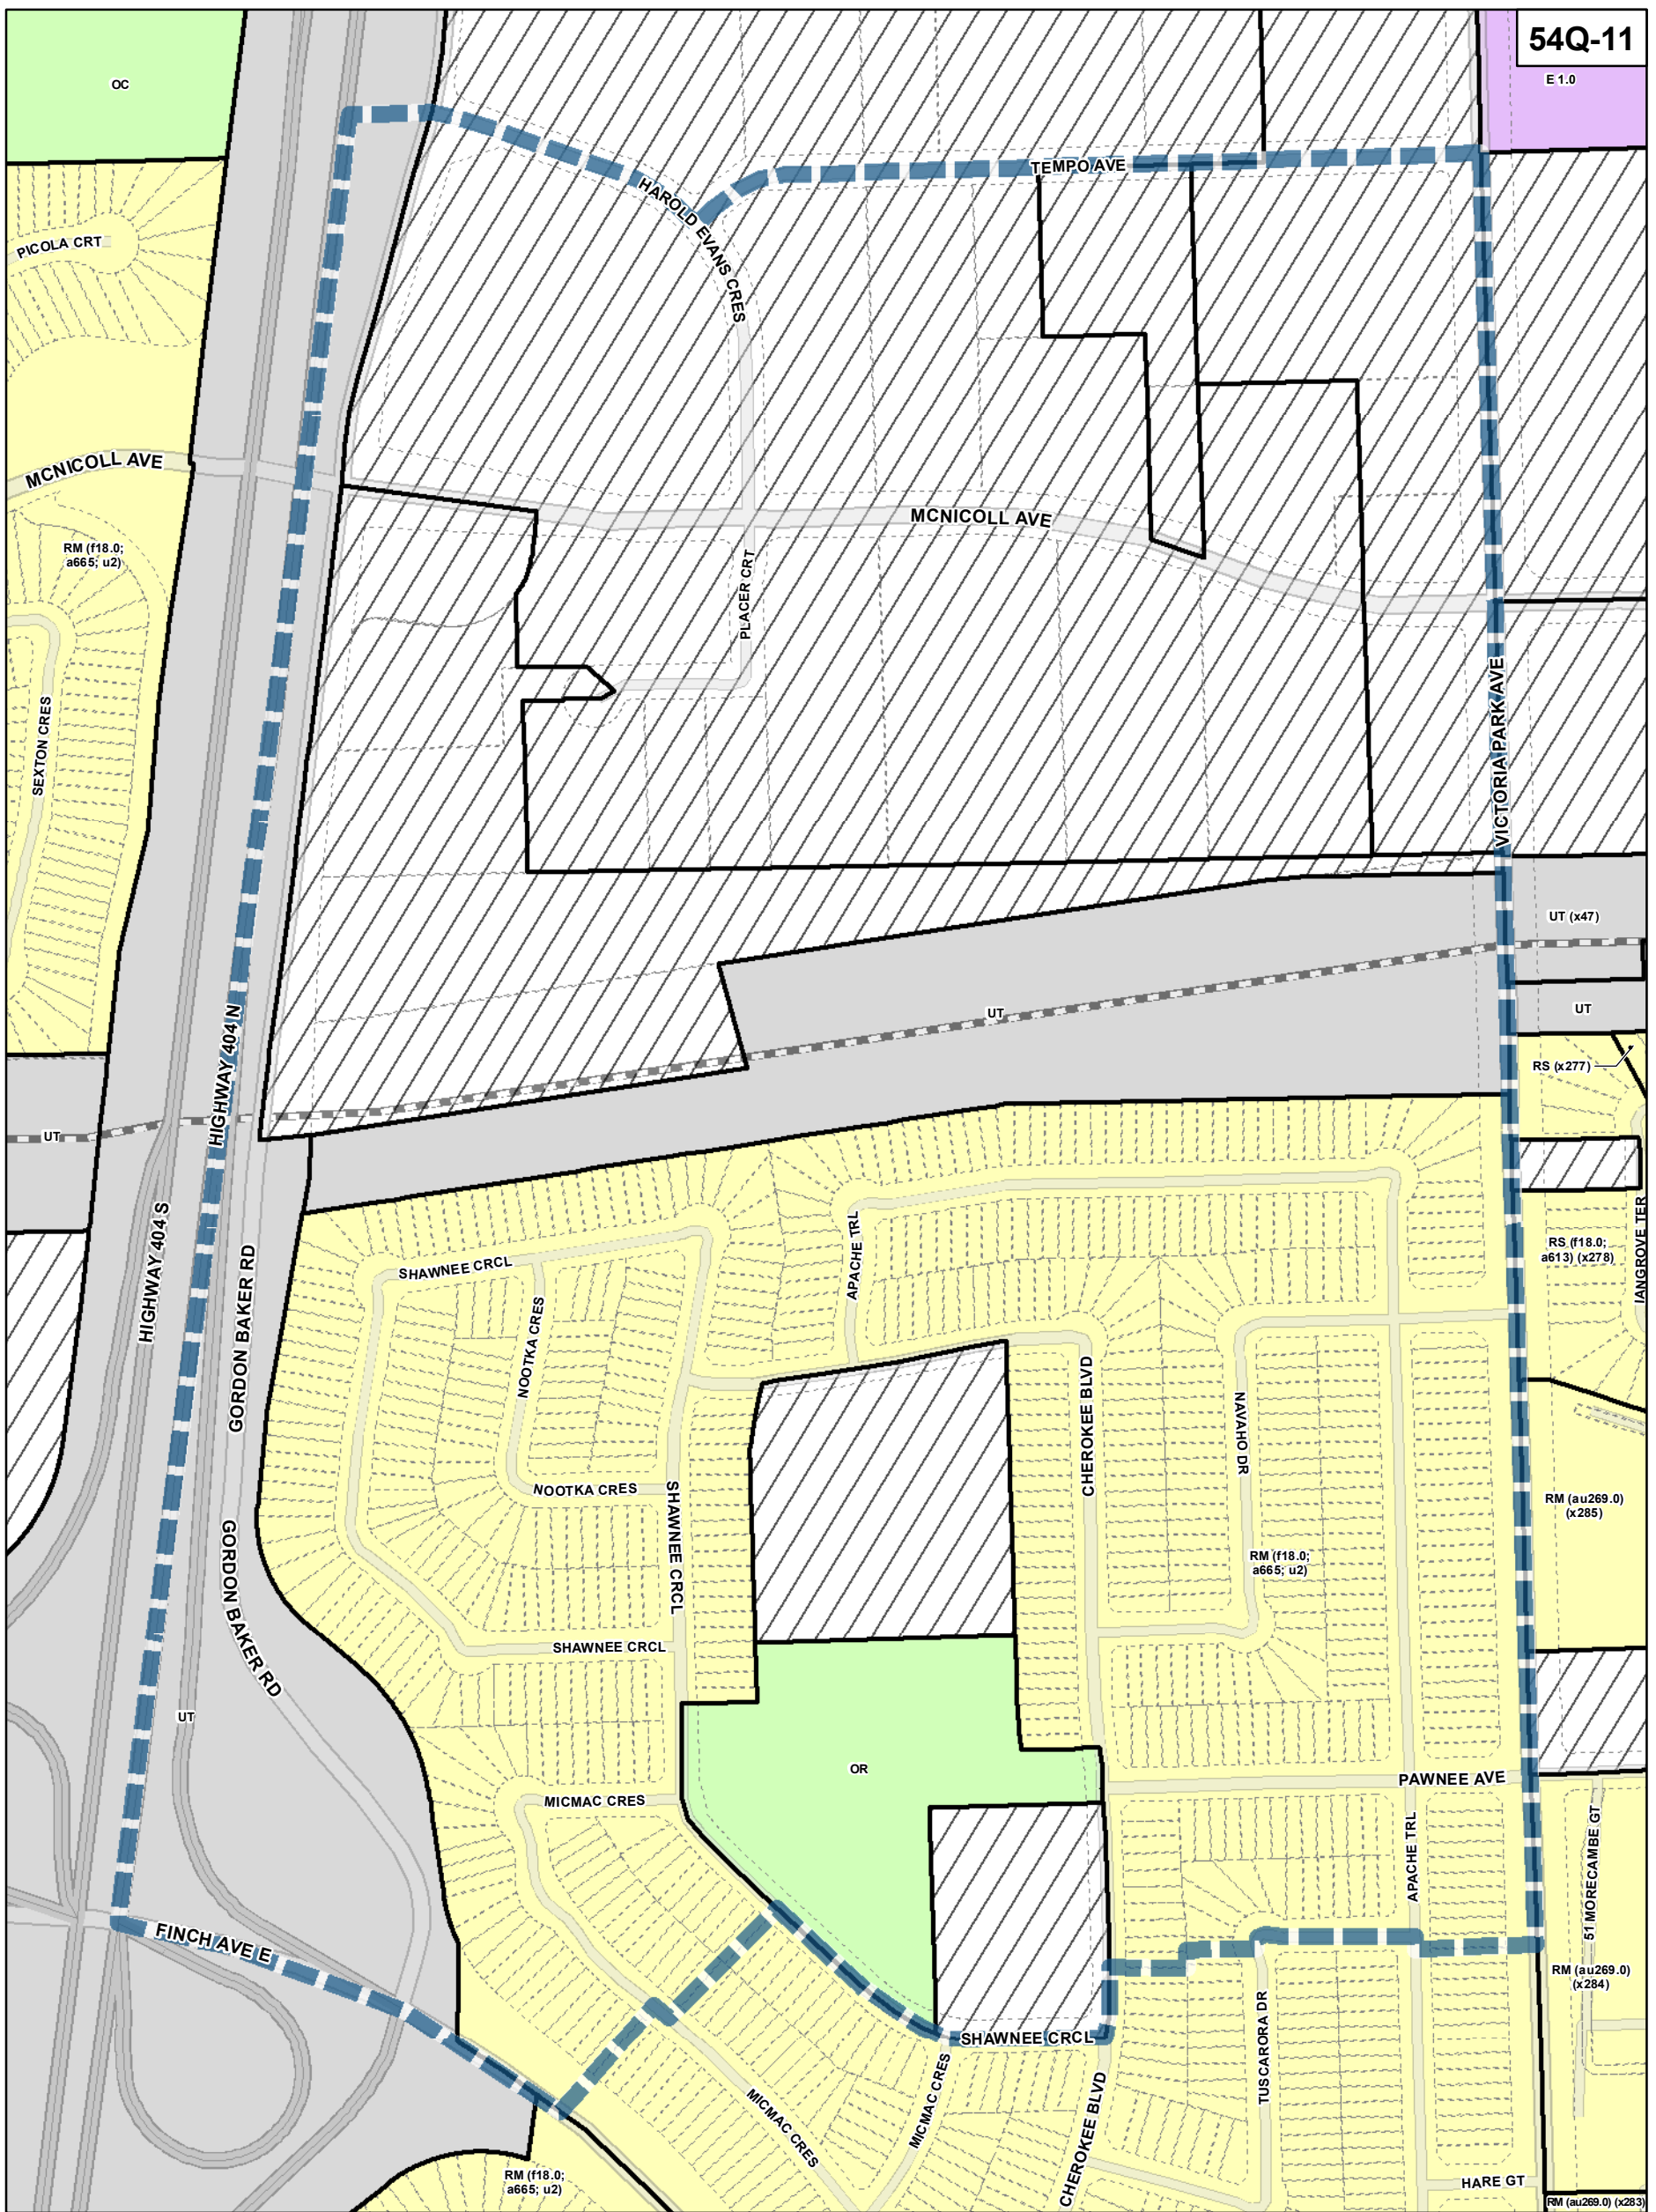 54Q-11
OC
E 1.0
TEMPO AVE
HAROLD EVANS CRES
PICOLA CRT
MCNICOLL AVE
MCNICOLL AVE
RM (f18.0;
a665; u2)
PLACER CRT
SEXTON CRES
VICTORIA PARK AVE
UT (x47)
UT
UT
HIGHWAY 404 N
RS (x277)
UT
HIGHWAY 404 S
GORDON BAKER RD
SHAWNEE CRCL
APACHE TRL
RS (f18.0;
a613) (x278)
IANGROVE TER
NOOTKA CRES
CHEROKEE BLVD
NAVAHO DR
NOOTKA CRES
SHAWNEE CRCL
RM (au269.0)
(x285)
RM (f18.0;
a665; u2)
GORDON BAKER RD
SHAWNEE CRCL
UT
OR
PAWNEE AVE
MICMAC CRES
APACHE TRL
51 MORECAMBE GT
FINCH AVE E
RM (au269.0)
(x284)
SHAWNEE CRCL
TUSCARORA DR
MICMAC CRES
MICMAC CRES
CHEROKEE BLVD
RM (f18.0;
a665; u2)
HARE GT
RM (au269.0) (x283)